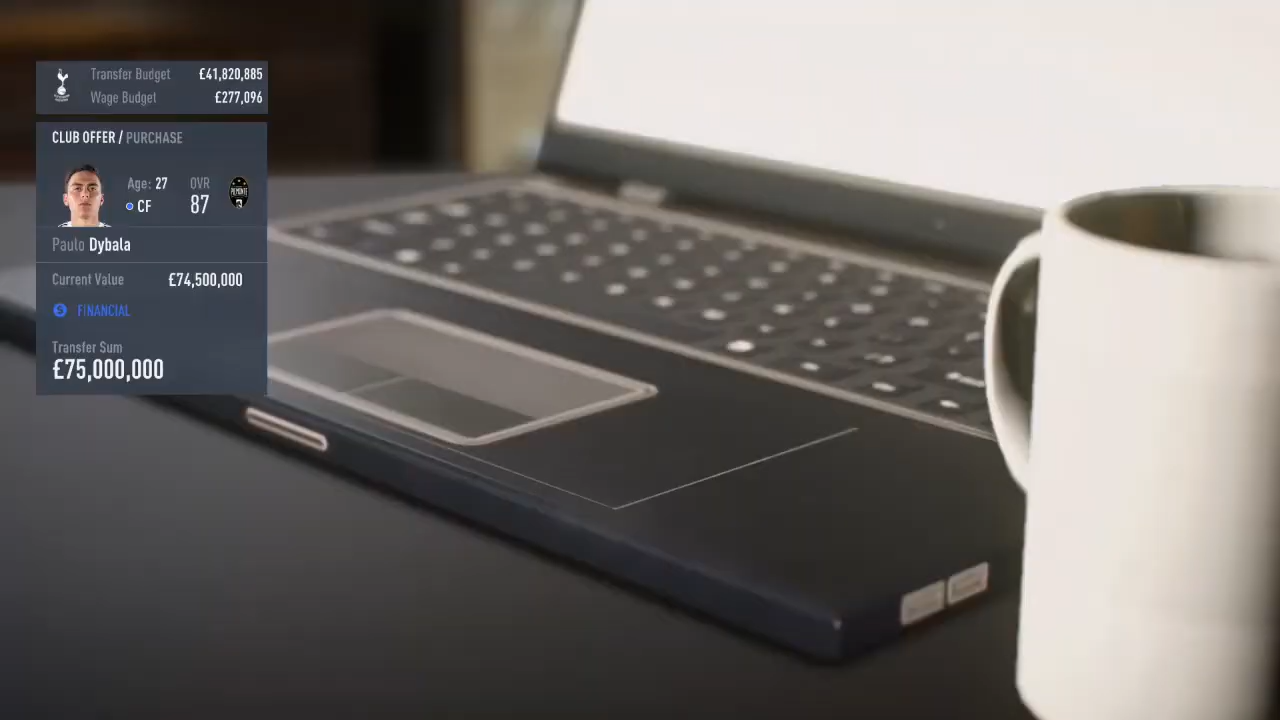 Transfer Budget £41,820,885
Wage Budget £277,096
CLUB OFFER / PURCHASE
Age: 27 OVR
CF 87
PIEMONTE
Paulo Dybala
Current Value £74,500,000
$ FINANCIAL
Transfer Sum
£75,000,000